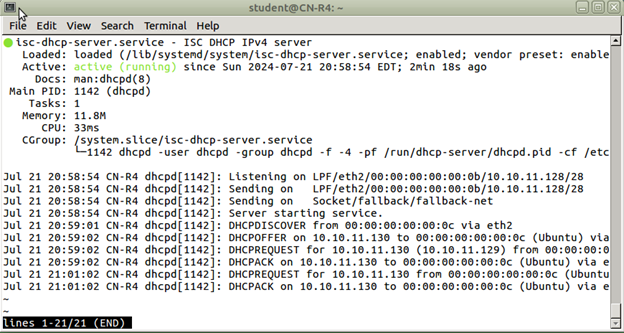 student@CN-R4: ~
File Edit View Search Terminal Help
isc-dhcp-server.service - ISC DHCP IPv4 server
Loaded: loaded (/lib/systemd/system/isc-dhcp-server.service; enabled; vendor preset: enable
Active: active (running) since Sun 2024-07-21 20:58:54 EDT; 2min 18s ago
Docs: man:dhcpd(8)
Main PID: 1142 (dhcpd)
Tasks: 1
Memory: 11.8M
CPU: 33ms
CGroup: /system.slice/isc-dhcp-server.service
└─1142 dhcpd -user dhcpd -group dhcpd -f -4 -pf /run/dhcp-server/dhcpd.pid -cf /etc
Jul 21 20:58:54 CN-R4 dhcpd[1142]: Listening on LPF/eth2/00:00:00:00:00:0b/10.10.11.128/28
Jul 21 20:58:54 CN-R4 dhcpd[1142]: Sending on   LPF/eth2/00:00:00:00:00:0b/10.10.11.128/28
Jul 21 20:58:54 CN-R4 dhcpd[1142]: Sending on   Socket/fallback/fallback-net
Jul 21 20:58:54 CN-R4 dhcpd[1142]: Server starting service.
Jul 21 20:59:01 CN-R4 dhcpd[1142]: DHCPDISCOVER from 00:00:00:00:00:0c via eth2
Jul 21 20:59:02 CN-R4 dhcpd[1142]: DHCPOFFER on 10.10.11.130 to 00:00:00:00:00:0c (Ubuntu) via
Jul 21 20:59:02 CN-R4 dhcpd[1142]: DHCPREQUEST for 10.10.11.130 (10.10.11.129) from 00:00:00:0
Jul 21 20:59:02 CN-R4 dhcpd[1142]: DHCPACK on 10.10.11.130 to 00:00:00:00:00:0c (Ubuntu) via e
Jul 21 21:01:02 CN-R4 dhcpd[1142]: DHCPREQUEST for 10.10.11.130 from 00:00:00:00:00:0c (Ubuntu
Jul 21 21:01:02 CN-R4 dhcpd[1142]: DHCPACK on 10.10.11.130 to 00:00:00:00:00:0c (Ubuntu) via e
~
~
lines 1-21/21 (END)